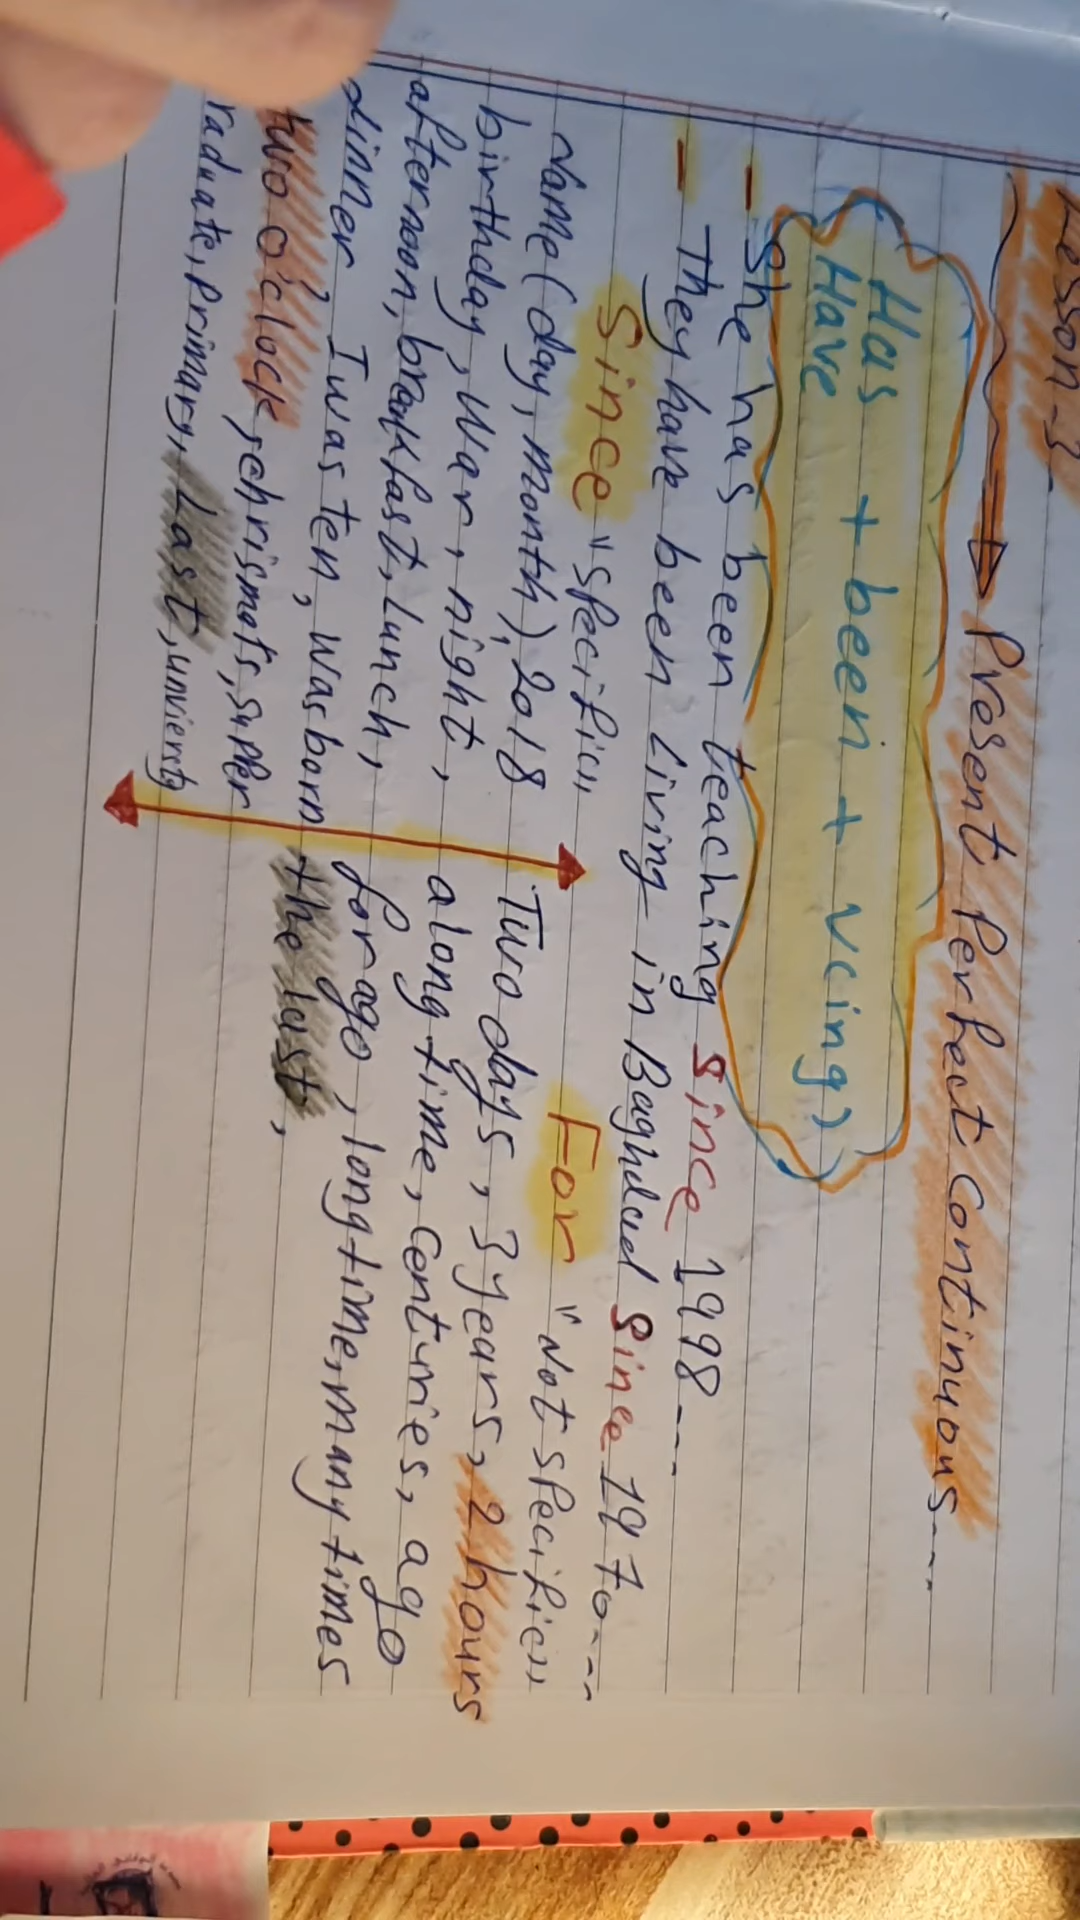 Lesson-3-
Present Perfect Continuous----
Has + been + v(ing)
Have
- She has been teaching since 1998----
- They have been Living in Baghdad Since 197o----
Since "specific"
For "Not specific"
Name(day, month), 2018
birthday, War, night,
afternoon, breakfast, lunch,
dinner, I was ten, was born
two o'clock, chrismats, supper
raduate, Primary, Last, unviersty
Two days, 3 years, 2 hours
a long time, Centuries, ago
for ago, long time, many times
the last,